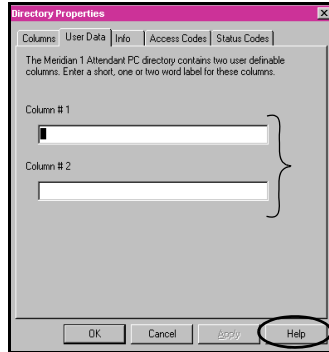 Directory Properties
Columns User Data Info Access Codes Status Codes
The Meridian 1 Attendant PC directory contains two user definable
columns. Enter a short, one or two word label for these columns.
Column # 1
Column # 2
OK Cancel Apply Help